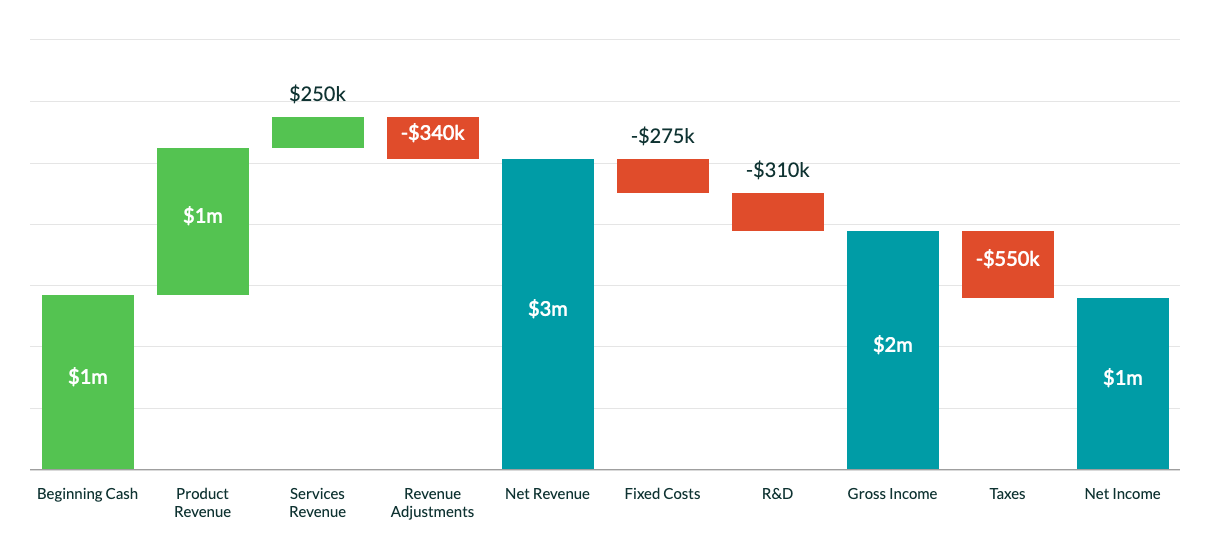 $250k
-$340k
-$275k
-$310k
$1m
-$550k
$3m
$2m
$1m
$1m
Beginning Cash
Product
Revenue
Services
Revenue
Revenue
Adjustments
Net Revenue
Fixed Costs
R&D
Gross Income
Taxes
Net Income